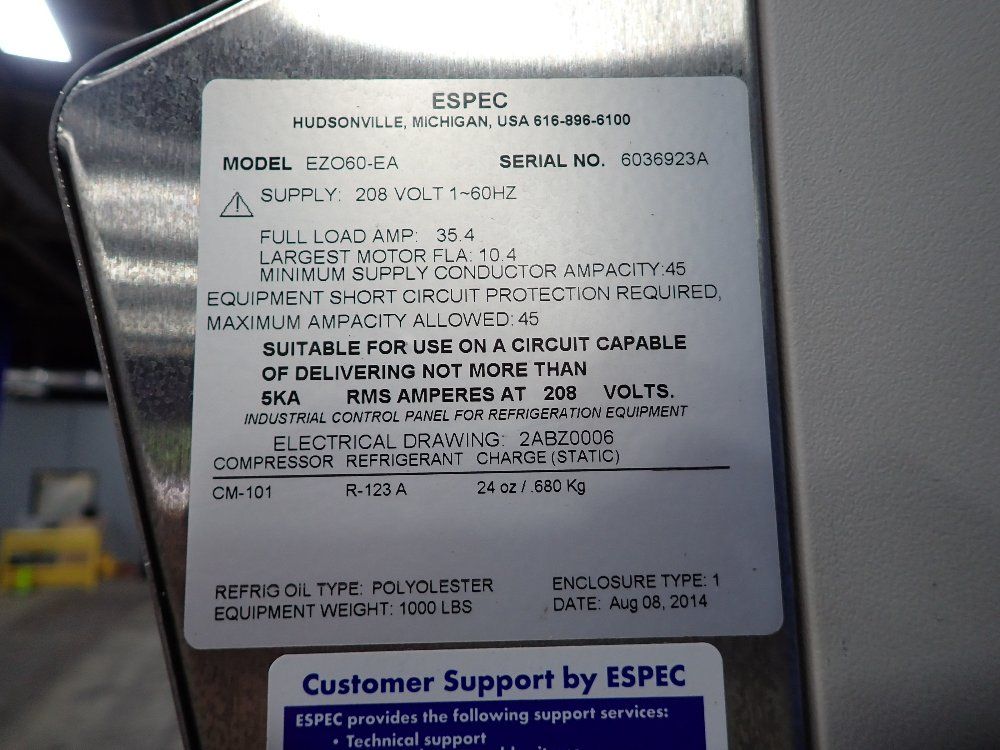 ESPEC
HUDSONVILLE, MICHIGAN, USA 616-896-6100
MODEL EZO60-EA SERIAL NO. 6036923A
SUPPLY: 208 VOLT 1~60HZ
FULL LOAD AMP: 35.4
LARGEST MOTOR FLA: 10.4
MINIMUM SUPPLY CONDUCTOR AMPACITY:45
EQUIPMENT SHORT CIRCUIT PROTECTION REQUIRED,
MAXIMUM AMPACITY ALLOWED: 45
SUITABLE FOR USE ON A CIRCUIT CAPABLE
OF DELIVERING NOT MORE THAN
5KA RMS AMPERES AT 208 VOLTS.
INDUSTRIAL CONTROL PANEL FOR REFRIGERATION EQUIPMENT
ELECTRICAL DRAWING: 2ABZ0006
COMPRESSOR REFRIGERANT CHARGE (STATIC)
CM-101 R-123 A 24 oz / .680 Kg
REFRIG OiL TYPE: POLYOLESTER ENCLOSURE TYPE: 1
EQUIPMENT WEIGHT: 1000 LBS DATE: Aug 08, 2014
Customer Support by ESPEC
ESPEC provides the following support services:
• Technical support